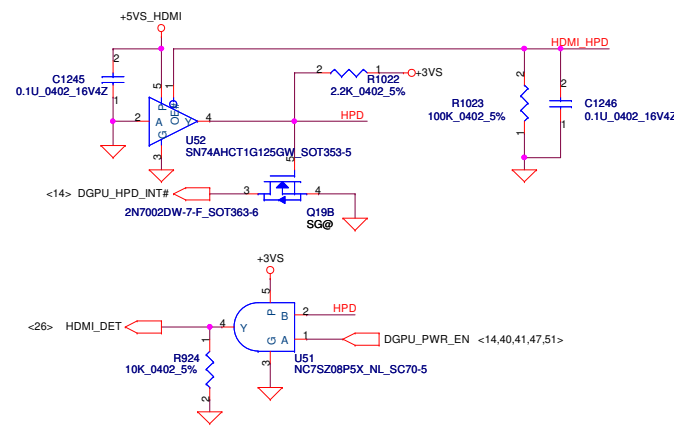 +5VS_HDMI
HDMI_HPD
2
C1245
0.1U_0402_16V4Z
1
5
1
P
OE#
2
A
Y
4
G
3
U52
SN74AHCT1G125GW_SOT353-5
2
R1022
1
+3VS
2.2K_0402_5%
HPD
2
R1023
100K_0402_5%
1
2
C1246
0.1U_0402_16V4Z
1
5
<14> DGPU_HPD_INT#
3
4
2N7002DW-7-F_SOT363-6
Q19B
SG@
+3VS
5
P
B
2
HPD
<26> HDMI_DET
4
Y
G
A
1
DGPU_PWR_EN <14,40,41,47,51>
3
U51
NC7SZ08P5X_NL_SC70-5
1
R924
10K_0402_5%
2